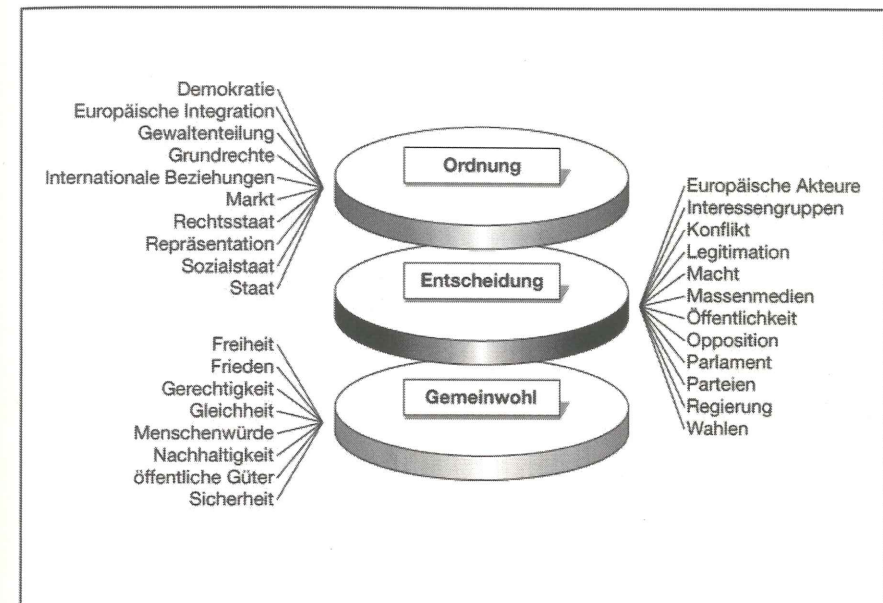 Demokratie
Europäische Integration
Gewaltenteilung
Grundrechte
Internationale Beziehungen
Markt
Rechtsstaat
Repräsentation
Sozialstaat
Staat
Ordnung
Entscheidung
Europäische Akteure
Interessengruppen
Konflikt
Legitimation
Macht
Massenmedien
Öffentlichkeit
Opposition
Parlament
Parteien
Regierung
Wahlen
Freiheit
Frieden
Gerechtigkeit
Gleichheit
Menschenwürde
Nachhaltigkeit
öffentliche Güter
Sicherheit
Gemeinwohl